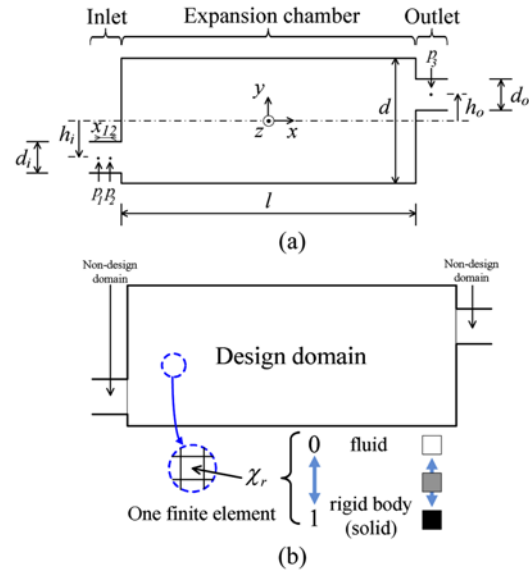 Inlet Expansion chamber Outlet
p3
y
d
do
x12
hi
z x
ho
di
p1 p2
l
(a)
Non-design
domain
Non-design
domain
Design domain
0 fluid
χr
One finite element
1 rigid body
(solid)
(b)